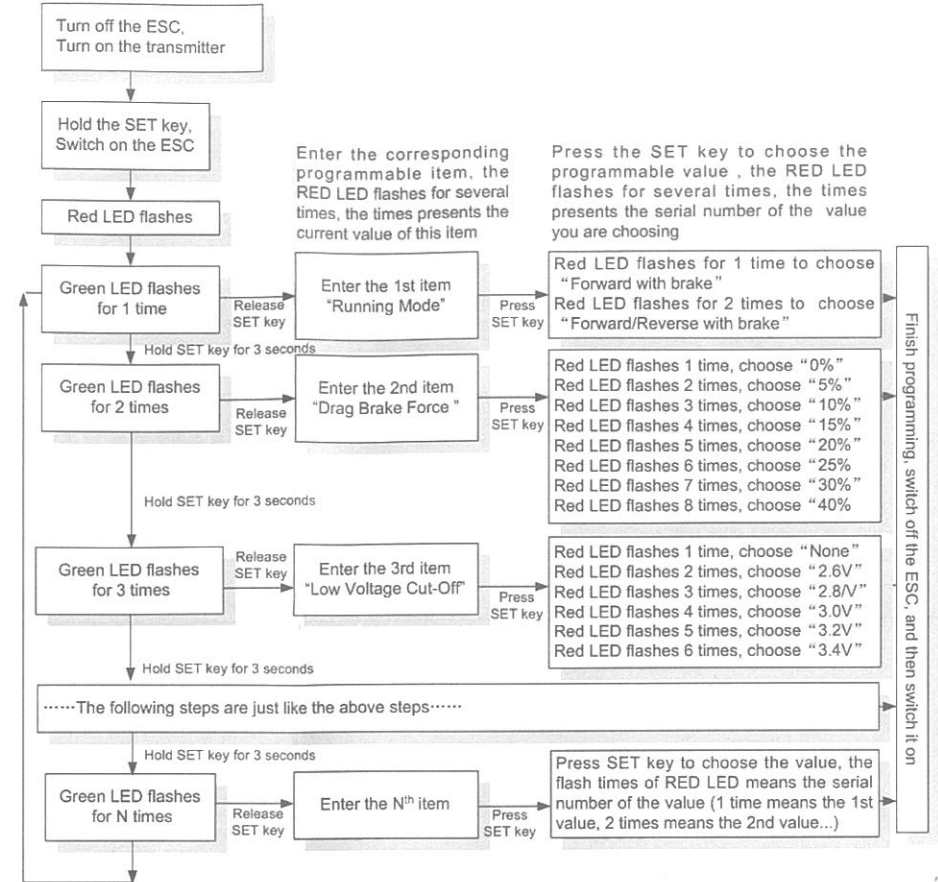 Turn off the ESC,
Turn on the transmitter
Hold the SET key,
Switch on the ESC
Enter the corresponding
programmable item, the
RED LED flashes for several
times, the times presents the
current value of this item
Press the SET key to choose the
programmable value , the RED LED
flashes for several times, the times
presents the serial number of the value
you are choosing
Red LED flashes
Green LED flashes
for 1 time
Release
SET key
Enter the 1st item
“Running Mode”
Press
SET key
Red LED flashes for 1 time to choose
“Forward with brake”
Red LED flashes for 2 times to choose
“Forward/Reverse with brake”
Hold SET key for 3 seconds
Green LED flashes
for 2 times
Release
SET key
Enter the 2nd item
“Drag Brake Force ”
Press
SET key
Red LED flashes 1 time, choose “0%”
Red LED flashes 2 times, choose “5%”
Red LED flashes 3 times, choose “10%”
Red LED flashes 4 times, choose “15%”
Red LED flashes 5 times, choose “20%”
Red LED flashes 6 times, choose “25%
Red LED flashes 7 times, choose “30%”
Red LED flashes 8 times, choose “40%
Hold SET key for 3 seconds
Green LED flashes
for 3 times
Release
SET key
Enter the 3rd item
“Low Voltage Cut-Off”
Press
SET key
Red LED flashes 1 time, choose “None”
Red LED flashes 2 times, choose “2.6V”
Red LED flashes 3 times, choose “2.8/V”
Red LED flashes 4 times, choose “3.0V”
Red LED flashes 5 times, choose “3.2V”
Red LED flashes 6 times, choose “3.4V”
Hold SET key for 3 seconds
······The following steps are just like the above steps······
Hold SET key for 3 seconds
Green LED flashes
for N times
Release
SET key
Enter the Nth item
Press
SET key
Press SET key to choose the value, the
flash times of RED LED means the serial
number of the value (1 time means the 1st
value, 2 times means the 2nd value...)
Finish programming, switch off the ESC, and then switch it on